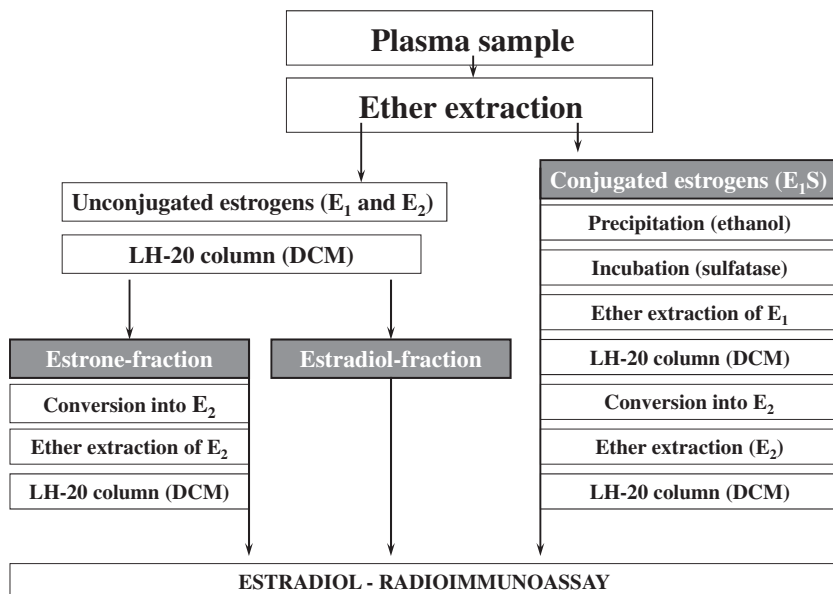 Plasma sample
Ether extraction
Unconjugated estrogens (E₁ and E₂)
LH-20 column (DCM)
Estrone-fraction
Conversion into E₂
Ether extraction of E₂
LH-20 column (DCM)
Estradiol-fraction
Conjugated estrogens (E₁S)
Precipitation (ethanol)
Incubation (sulfatase)
Ether extraction of E₁
LH-20 column (DCM)
Conversion into E₂
Ether extraction (E₂)
LH-20 column (DCM)
ESTRADIOL - RADIOIMMUNOASSAY